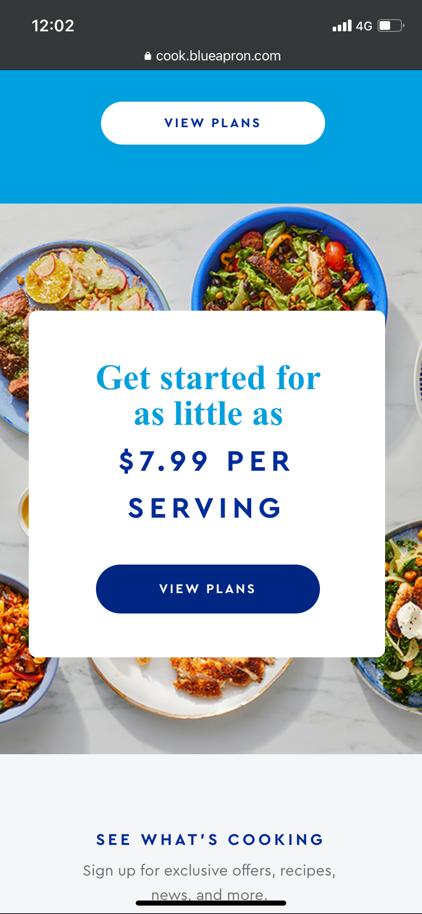 12:02
4G
cook.blueapron.com
VIEW PLANS
Get started for
as little as
$7.99 PER
SERVING
VIEW PLANS
SEE WHAT'S COOKING
Sign up for exclusive offers, recipes,
news, and more.